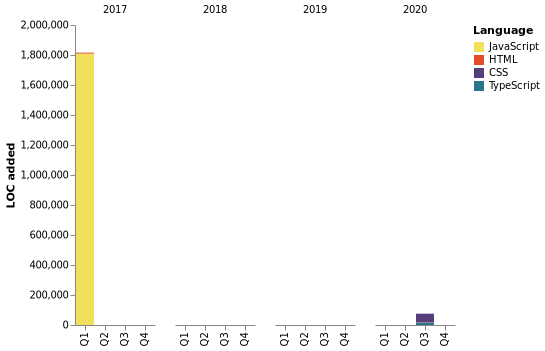 2017 2018 2019 2020
LOC added
2,000,000
1,800,000
1,600,000
1,400,000
1,200,000
1,000,000
800,000
600,000
400,000
200,000
0
Q1 Q2 Q3 Q4 Q1 Q2 Q3 Q4 Q1 Q2 Q3 Q4 Q1 Q2 Q3 Q4
Language
JavaScript
HTML
CSS
TypeScript